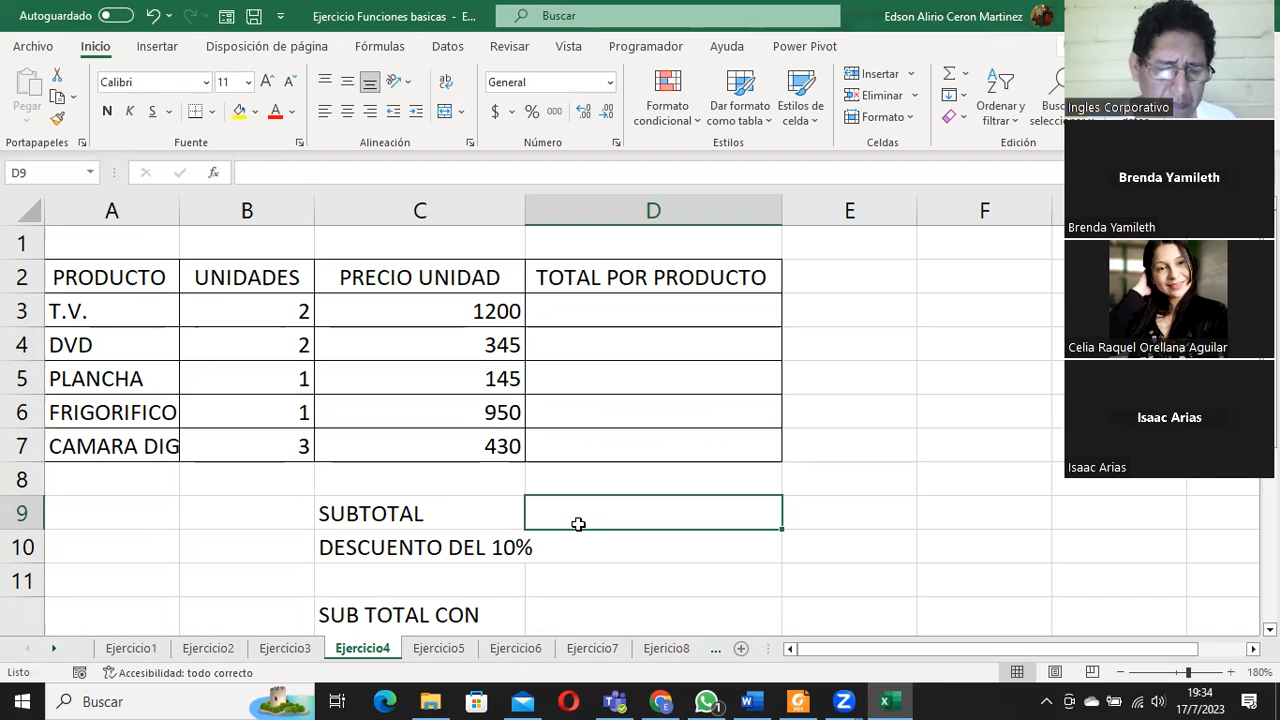 Autoguardado
Ejercicio Funciones basicas - E...
Buscar
Edson Alirio Ceron Martinez
Archivo Inicio Insertar Disposición de página Fórmulas Datos Revisar Vista Programador Ayuda Power Pivot
Pegar
Portapapeles
Calibri 11
N K S
Fuente
Alineación
General
$ % 000
Número
Formato condicional
Dar formato como tabla
Estilos de celda
Estilos
Insertar
Eliminar
Formato
Celdas
Ordenar y filtrar
Edición
D9
fx
A B C D E F
1
2 PRODUCTO UNIDADES PRECIO UNIDAD TOTAL POR PRODUCTO
3 T.V. 2 1200
4 DVD 2 345
5 PLANCHA 1 145
6 FRIGORIFICO 1 950
7 CAMARA DIG 3 430
8
9 SUBTOTAL
10 DESCUENTO DEL 10%
11
SUB TOTAL CON
Ejercicio1 Ejercicio2 Ejercicio3 Ejercicio4 Ejercicio5 Ejercicio6 Ejercicio7 Ejercicio8 ...
Listo
Accesibilidad: todo correcto
180%
Buscar
19:34
17/7/2023
Ingles Corporativo
Brenda Yamileth
Brenda Yamileth
Celia Raquel Orellana Aguilar
Isaac Arias
Isaac Arias